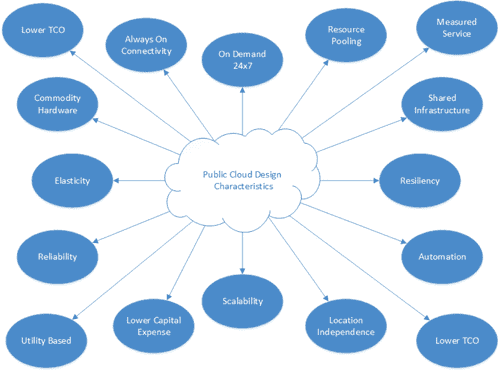 Lower TCO
Always On
Connectivity
On Demand
24x7
Resource
Pooling
Measured
Service
Commodity
Hardware
Shared
Infrastructure
Elasticity
Public Cloud Design
Characteristics
Resiliency
Reliability
Automation
Utility Based
Lower Capital
Expense
Scalability
Location
Independence
Lower TCO